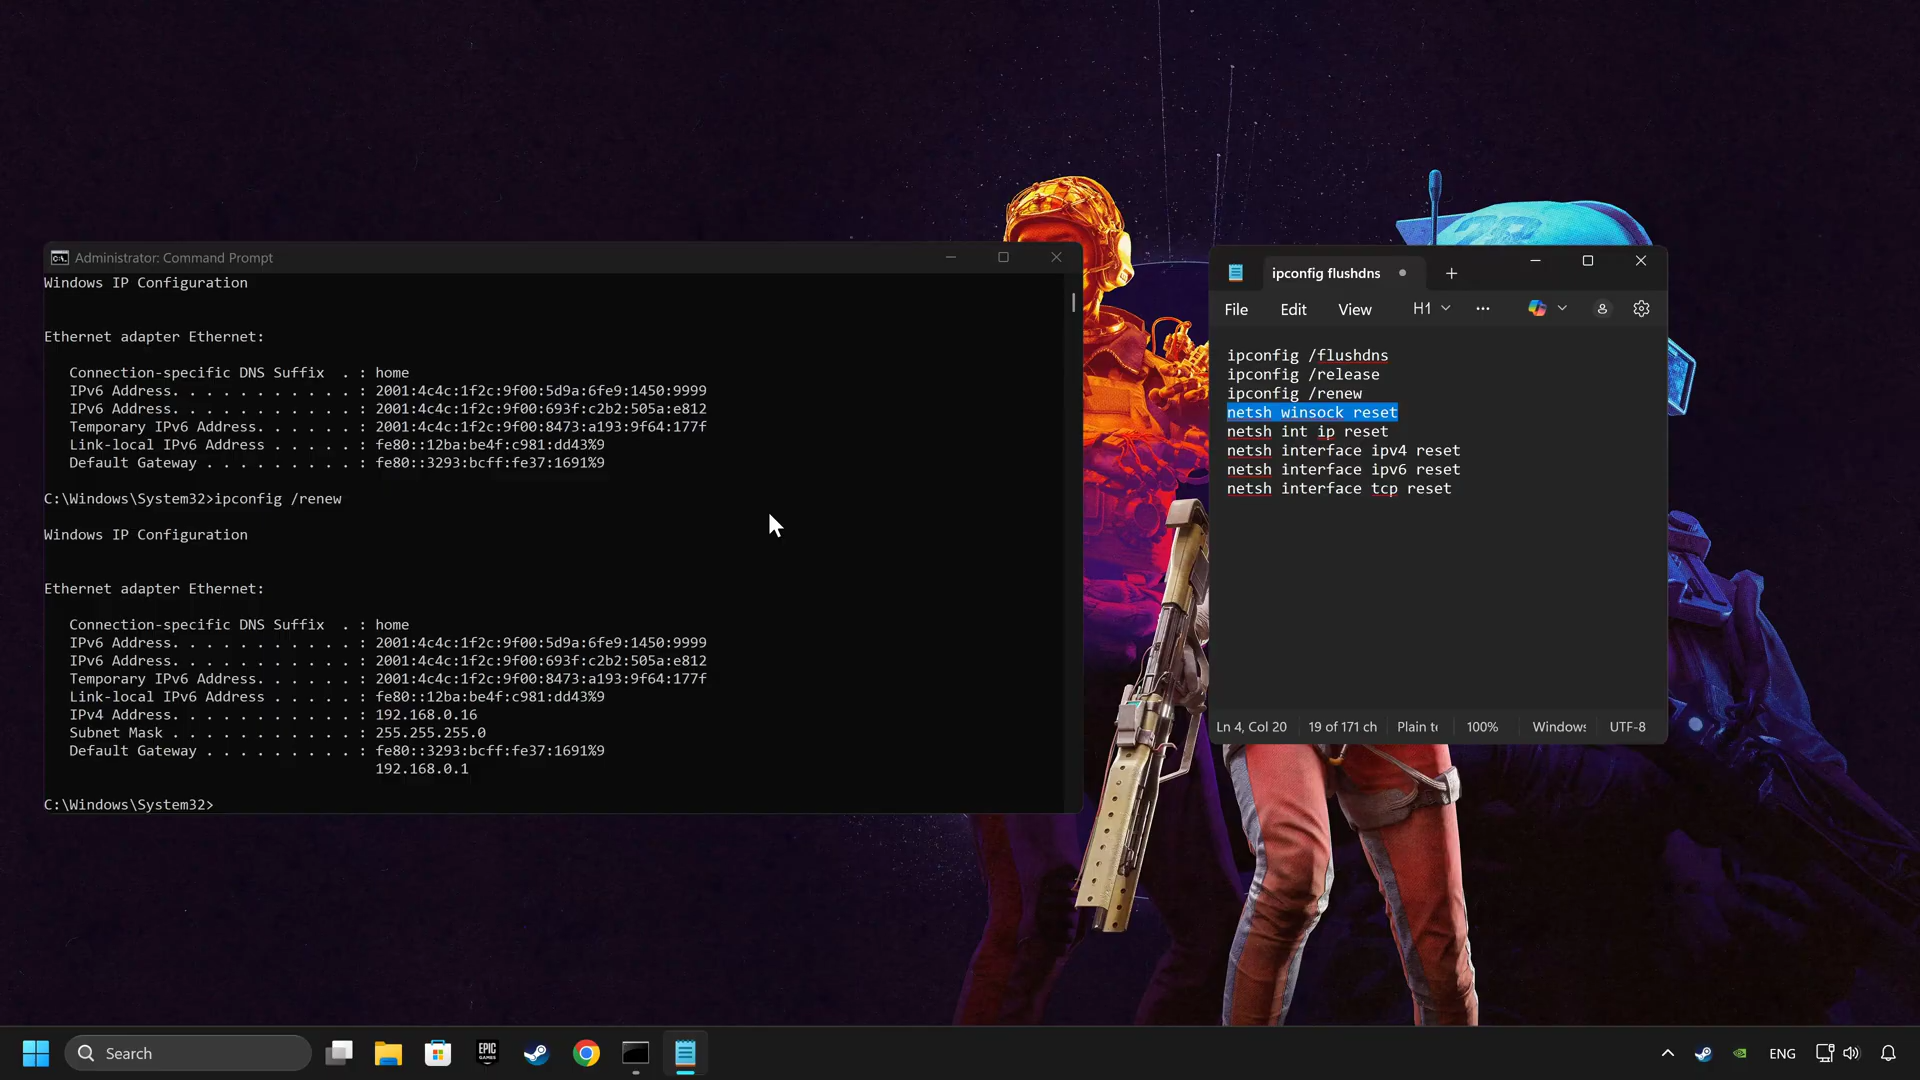 Administrator: Command Prompt
Windows IP Configuration
Ethernet adapter Ethernet:
Connection-specific DNS Suffix  . : home
IPv6 Address. . . . . . . . . . . : 2001:4c4c:1f2c:9f00:5d9a:6fe9:1450:9999
IPv6 Address. . . . . . . . . . . : 2001:4c4c:1f2c:9f00:693f:c2b2:505a:e812
Temporary IPv6 Address. . . . . . : 2001:4c4c:1f2c:9f00:8473:a193:9f64:177f
Link-local IPv6 Address . . . . . : fe80::12ba:be4f:c981:dd43%9
Default Gateway . . . . . . . . . : fe80::3293:bcff:fe37:1691%9
C:\Windows\System32>ipconfig /renew
Windows IP Configuration
Ethernet adapter Ethernet:
Connection-specific DNS Suffix  . : home
IPv6 Address. . . . . . . . . . . : 2001:4c4c:1f2c:9f00:5d9a:6fe9:1450:9999
IPv6 Address. . . . . . . . . . . : 2001:4c4c:1f2c:9f00:693f:c2b2:505a:e812
Temporary IPv6 Address. . . . . . : 2001:4c4c:1f2c:9f00:8473:a193:9f64:177f
Link-local IPv6 Address . . . . . : fe80::12ba:be4f:c981:dd43%9
IPv4 Address. . . . . . . . . . . : 192.168.0.16
Subnet Mask . . . . . . . . . . . : 255.255.255.0
Default Gateway . . . . . . . . . : fe80::3293:bcff:fe37:1691%9
192.168.0.1
C:\Windows\System32>
ipconfig flushdns
File Edit View H1
ipconfig /flushdns
ipconfig /release
ipconfig /renew
netsh winsock reset
netsh int ip reset
netsh interface ipv4 reset
netsh interface ipv6 reset
netsh interface tcp reset
Ln 4, Col 20 19 of 171 ch Plain te 100% Windows UTF-8
Search
EPIC GAMES
ENG